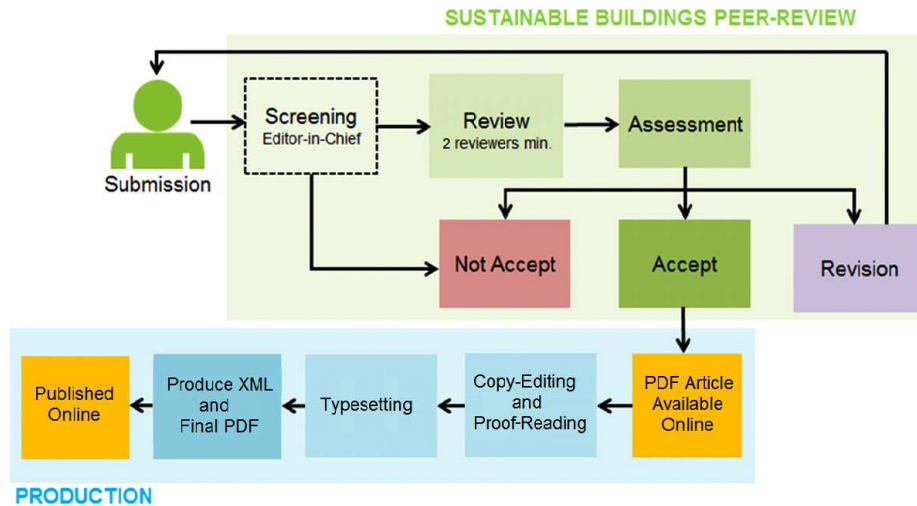 SUSTAINABLE BUILDINGS PEER-REVIEW
Submission
Screening
Editor-in-Chief
Review
2 reviewers min.
Assessment
Not Accept
Accept
Revision
Published
Online
Produce XML
and
Final PDF
Typesetting
Copy-Editing
and
Proof-Reading
PDF Article
Available
Online
PRODUCTION